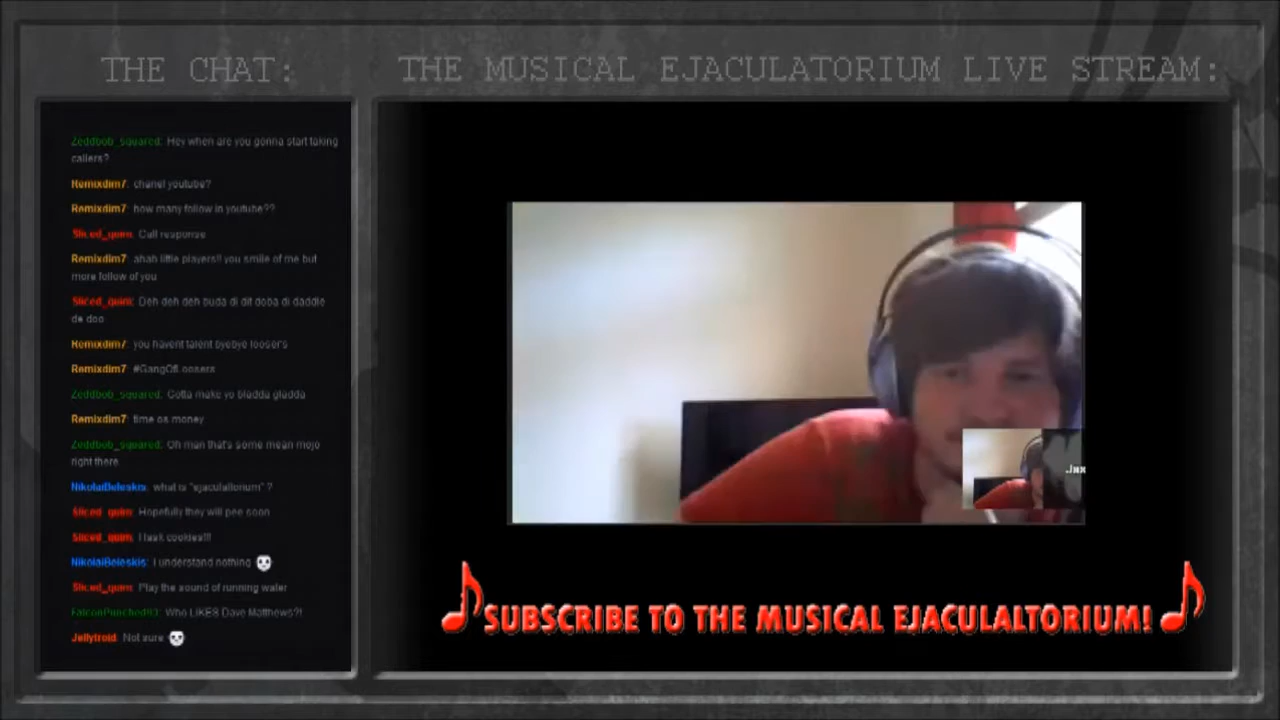 THE CHAT:
THE MUSICAL EJACULATORIUM LIVE STREAM:
Zeddbob_squared: Hey when are you gonna start taking
callers?
Remixdim7: chanel youtube?
Remixdim7: how many follow in youtube??
Sliced_quim: Call response
Remixdim7: ahah little players!! you smile of me but
more follow of you
Sliced_quim: Deh deh deh buda di dit doba di daddle
de doo
Remixdim7: you havent talent byebye looser's
Remixdim7: #GangOfLoosers
Zeddbob_squared: Gotta make yo bladda gladda
Remixdim7: time os money
Zeddbob_squared: Oh man that's some mean mojo
right there
NikolaiBeleskis: what is "ejaculatorium" ?
Sliced_quim: Hopefully they will pee soon
Sliced_quim: I task cookies!!!
NikolaiBeleskis: I understand nothing
Sliced_quim: Play the sound of running water
FalconPunched93: Who LIKES Dave Matthews?!
Jellytroid: Not sure
Jax
SUBSCRIBE TO THE MUSICAL EJACULALTORIUM!